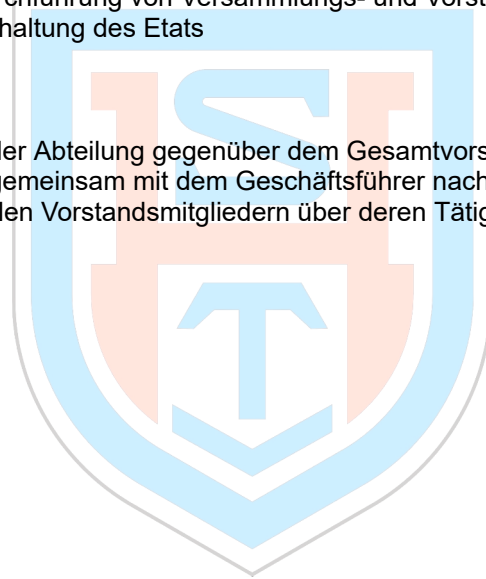 chführung von Versammlungs- und Vorst
haltung des Etats
der Abteilung gegenüber dem Gesamtvors
gemeinsam mit dem Geschäftsführer nach
den Vorstandsmitgliedern über deren Tätig
S
H
T